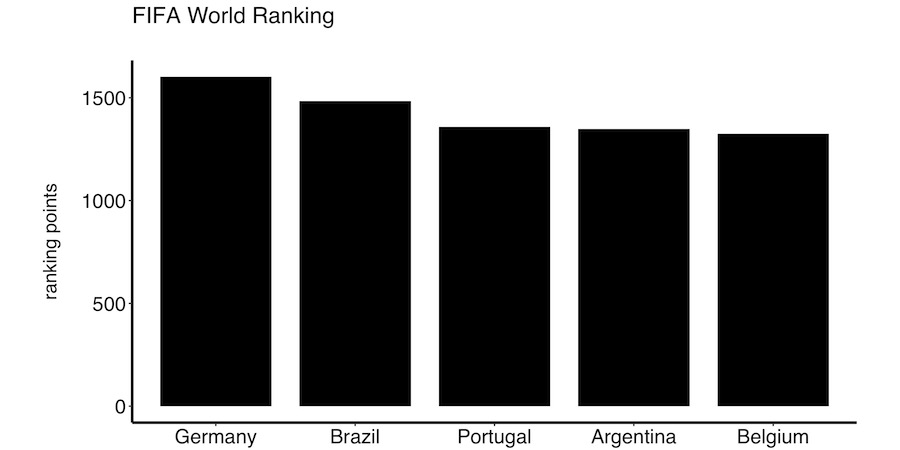 FIFA World Ranking
ranking points
1500
1000
500
0
Germany Brazil Portugal Argentina Belgium